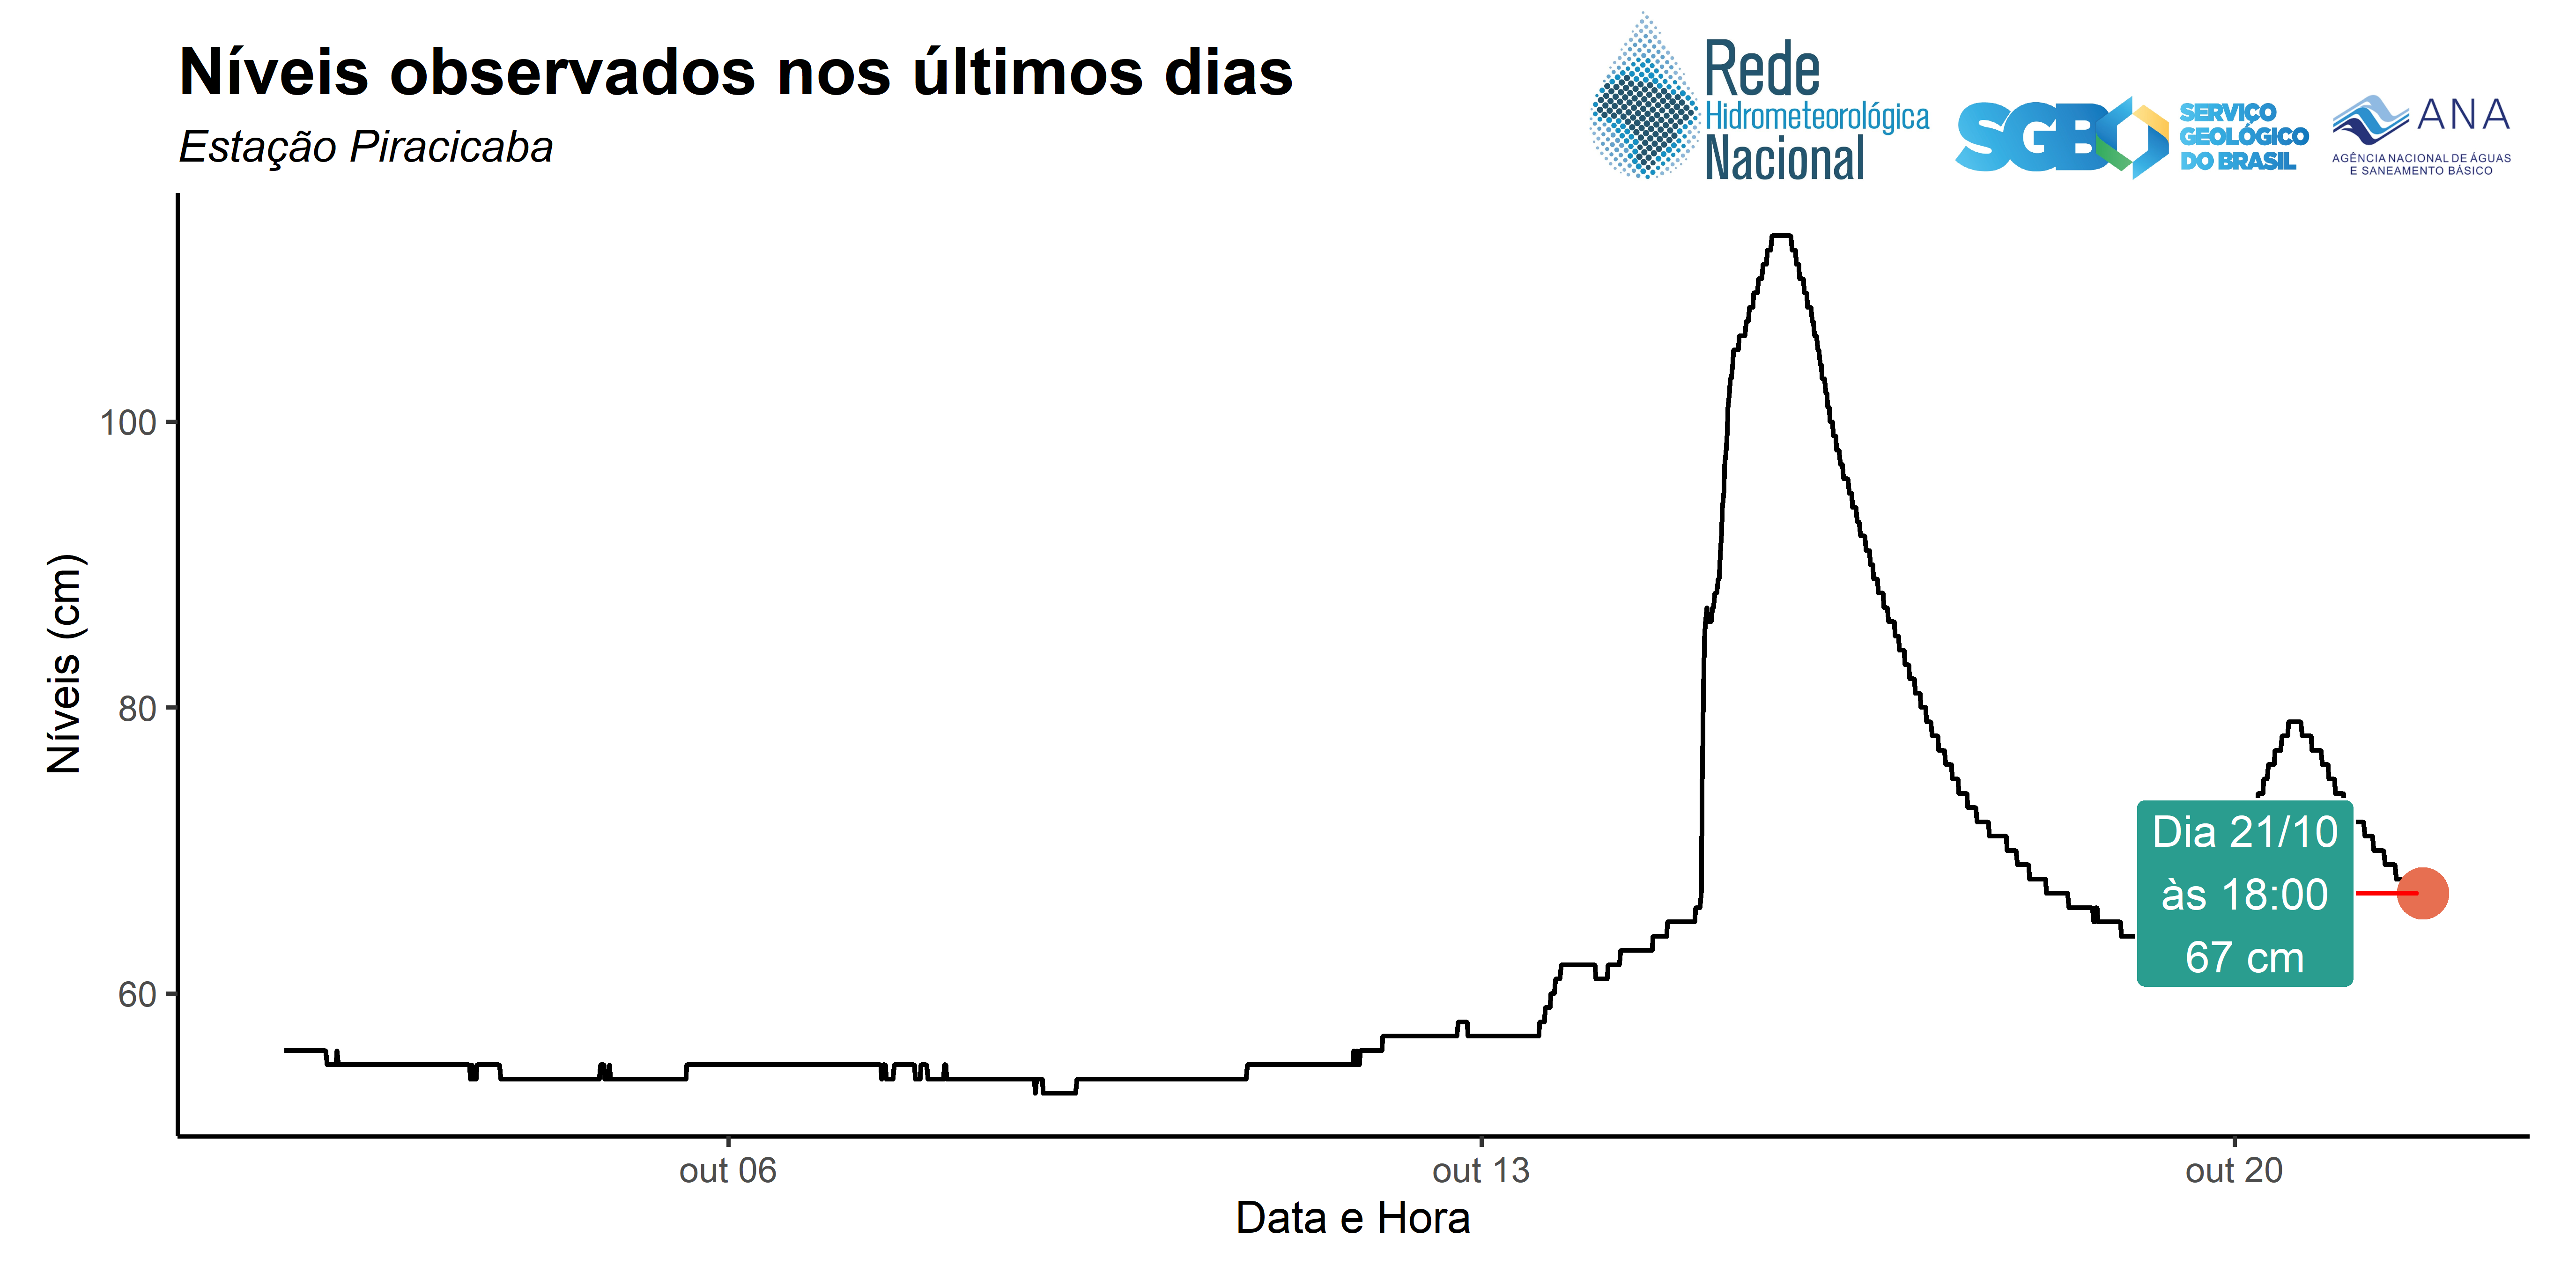 Níveis observados nos últimos dias
Estação Piracicaba
Rede
Hidrometeorológica
Nacional
SGB
SERVIÇO
GEOLÓGICO
DO BRASIL
ANA
AGÊNCIA NACIONAL DE ÁGUAS
E SANEAMENTO BÁSICO
Níveis (cm)
100
80
60
Dia 21/10
às 18:00
67 cm
out 06
out 13
out 20
Data e Hora